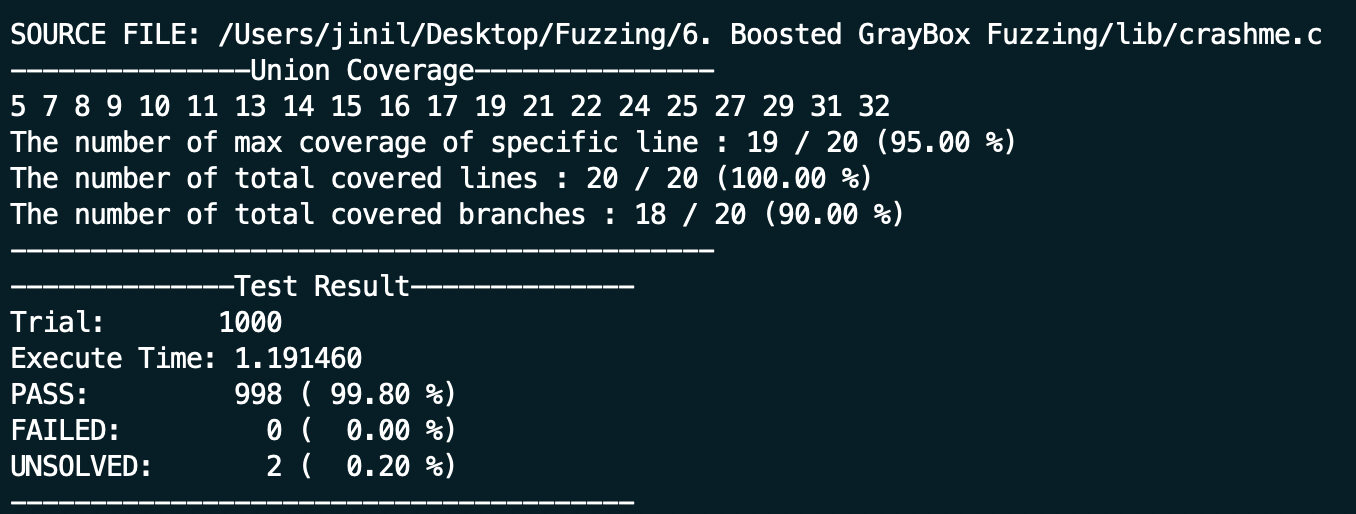 SOURCE FILE: /Users/jinil/Desktop/Fuzzing/6. Boosted GrayBox Fuzzing/lib/crashme.c
---------------Union Coverage---------------
5 7 8 9 10 11 13 14 15 16 17 19 21 22 24 25 27 29 31 32
The number of max coverage of specific line : 19 / 20 (95.00 %)
The number of total covered lines : 20 / 20 (100.00 %)
The number of total covered branches : 18 / 20 (90.00 %)
--------------------------------------------
--------------Test Result--------------
Trial:       1000
Execute Time: 1.191460
PASS:         998 ( 99.80 %)
FAILED:         0 (  0.00 %)
UNSOLVED:       2 (  0.20 %)
---------------------------------------